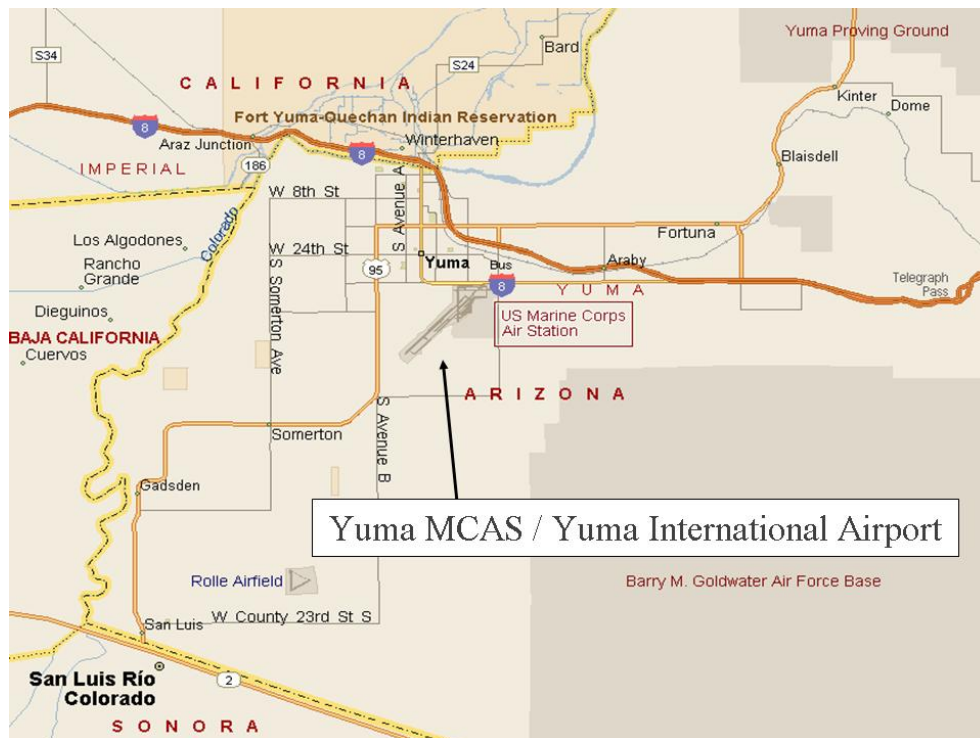 Yuma Proving Ground
Bard
S34
S24
CALIFORNIA
Kinter
Dome
Fort Yuma-Quechan Indian Reservation
8
Araz Junction
Winterhaven
8
Blaisdell
186
IMPERIAL
W 8th St
S Avenue A
Colorado
Los Algodones
W 24th St
Fortuna
Rancho
Grande
95
Yuma
Bus
8
Araby
YUMA
Telegraph
Pass
S Somerton Ave
Dieguinos
US Marine Corps
Air Station
BAJA CALIFORNIA
Cuervos
ARIZONA
S Avenue B
Somerton
Gadsden
Yuma MCAS / Yuma International Airport
Rolle Airfield
Barry M. Goldwater Air Force Base
W County 23rd St S
San Luis
San Luis Río
Colorado
2
SONORA